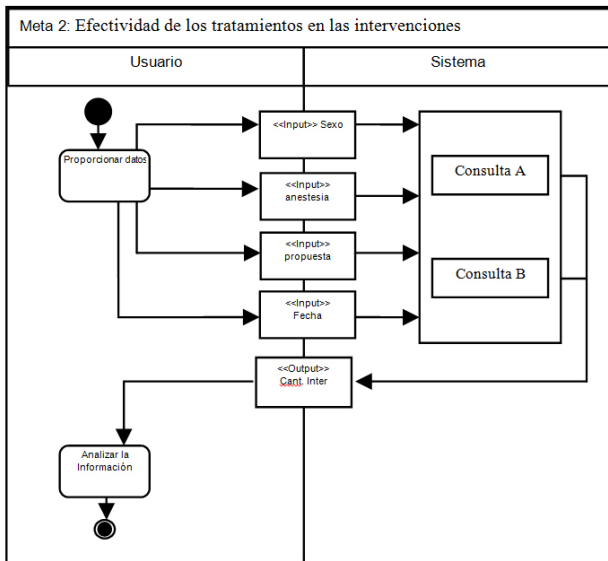 Meta 2: Efectividad de los tratamientos en las intervenciones
Usuario
Sistema
Proporcionar datos
<<Input>> Sexo
<<Input>>
anestesia
<<Input>>
propuesta
<<Input>>
Fecha
Consulta A
Consulta B
<<Output>>
Cant. Inter
Analizar la
Información